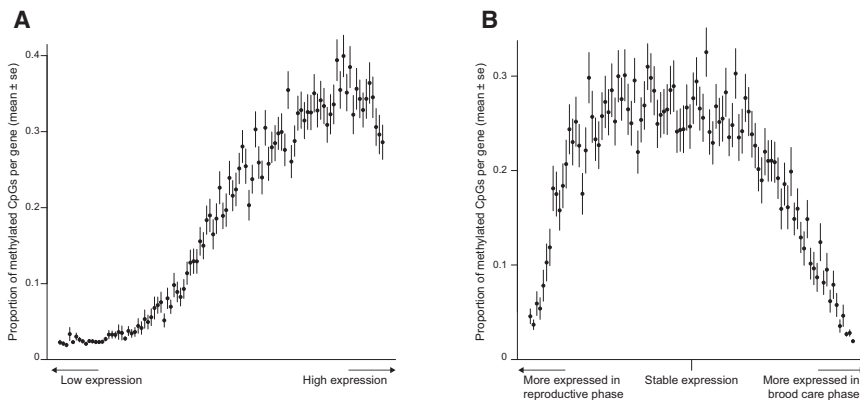 A
Proportion of methylated CpGs per gene (mean ± se)
0.4
0.3
0.2
0.1
0
Low expression
High expression
B
Proportion of methylated CpGs per gene (mean ± se)
0.3
0.2
0.1
0
More expressed in
reproductive phase
Stable expression
More expressed in
brood care phase